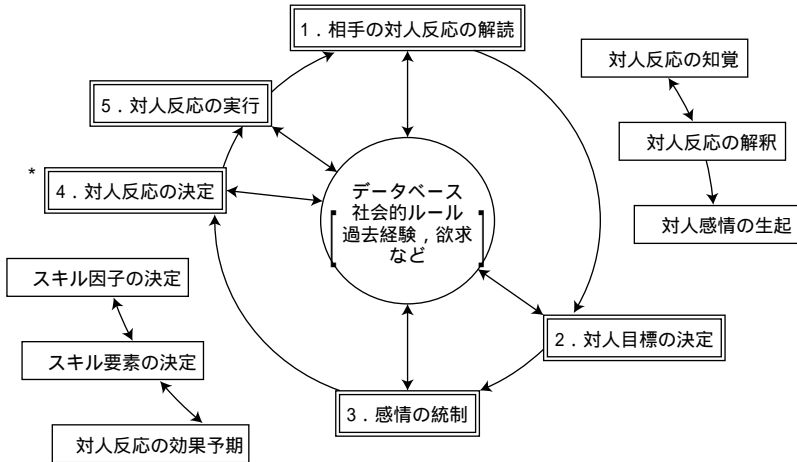 1．相手の対人反応の解読
対人反応の知覚
5．対人反応の実行
対人反応の解釈
*
4．対人反応の決定
データベース
社会的ルール
過去経験，欲求
など
対人感情の生起
スキル因子の決定
2．対人目標の決定
スキル要素の決定
3．感情の統制
対人反応の効果予期